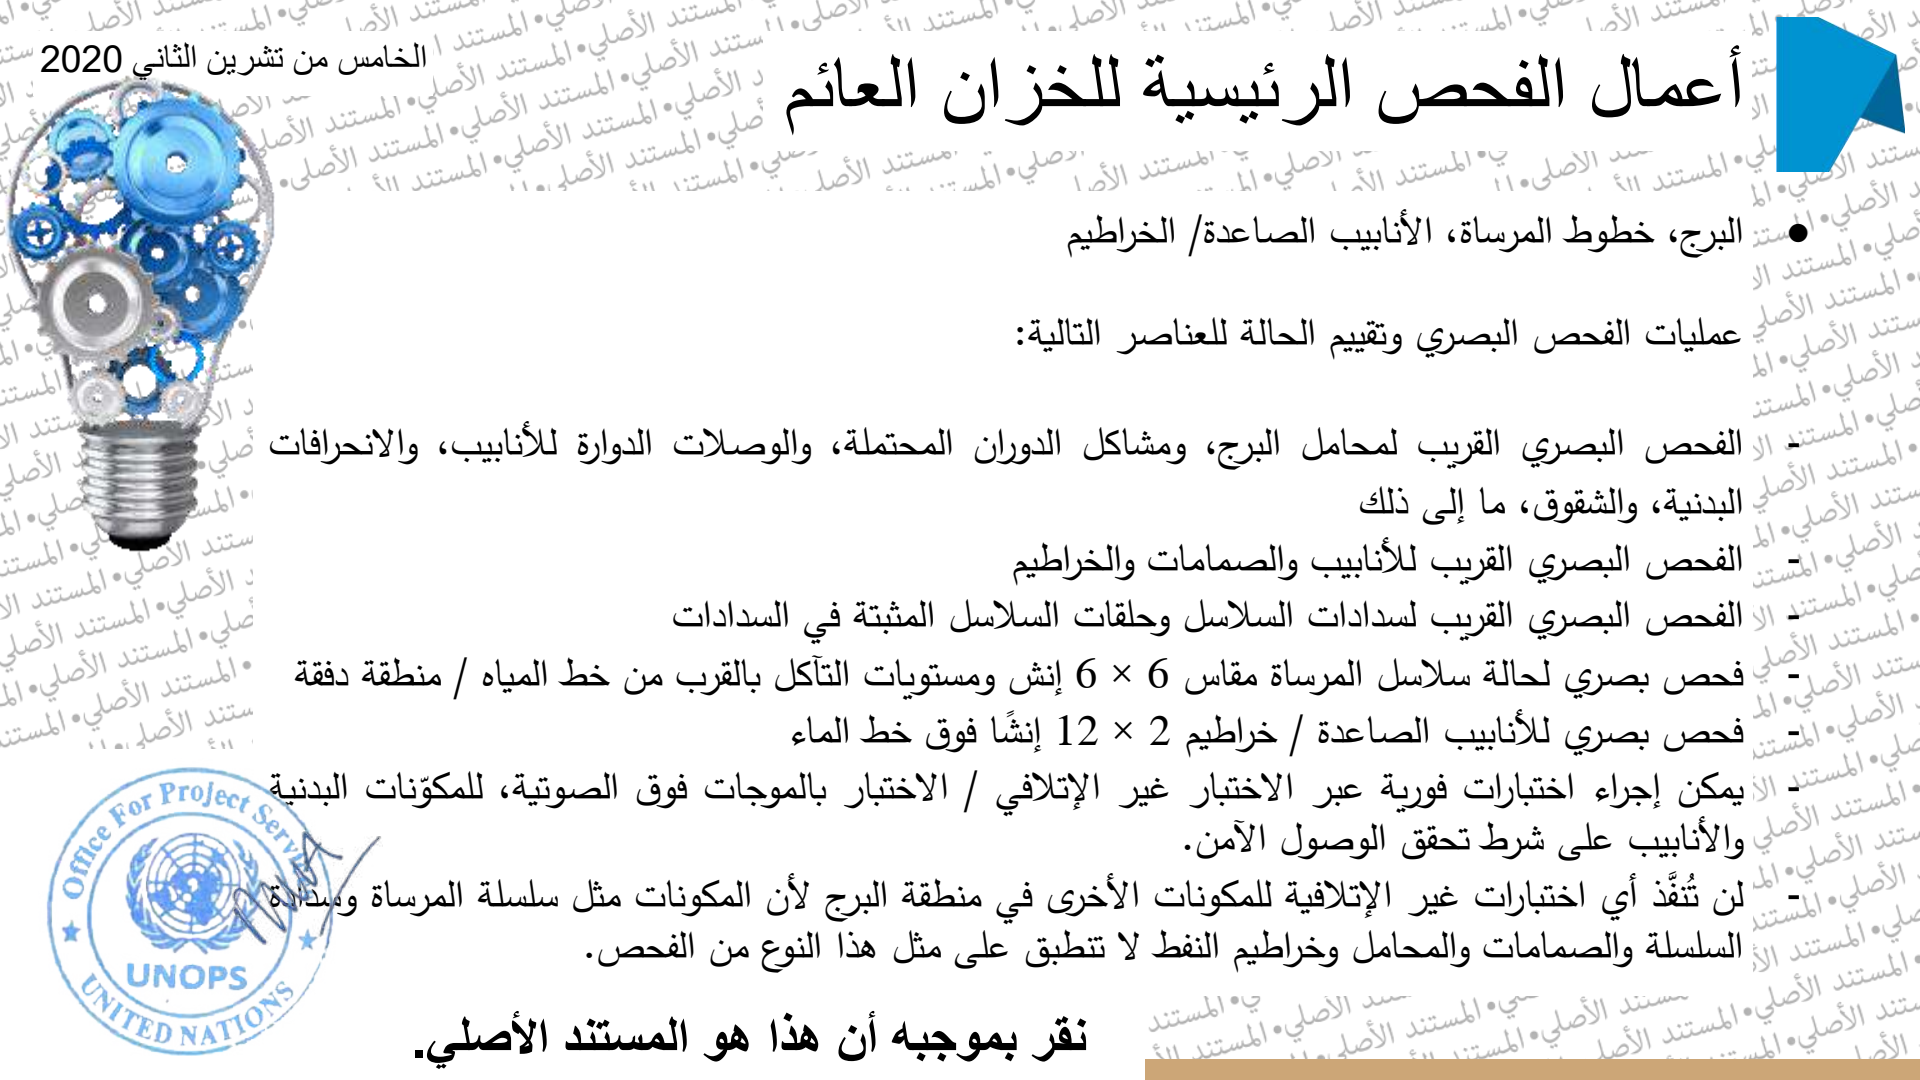 الخامس من تشرين الثاني 2020
أعمال الفحص الرئيسية للخزان العائم
● البرج، خطوط المرساة، الأنابيب الصاعدة/ الخراطيم
عمليات الفحص البصري وتقييم الحالة للعناصر التالية:
- الفحص البصري القريب لمحامل البرج، ومشاكل الدوران المحتملة، والوصلات الدوارة للأنابيب، والانحرافات
البدنية، والشقوق، ما إلى ذلك
- الفحص البصري القريب للأنابيب والصمامات والخراطيم
- الفحص البصري القريب لسدادات السلاسل وحلقات السلاسل المثبتة في السدادات
- فحص بصري لحالة سلاسل المرساة مقاس 6 × 6 إنش ومستويات التآكل بالقرب من خط المياه / منطقة دفقة
- فحص بصري للأنابيب الصاعدة / خراطيم 2 × 12 إنشًا فوق خط الماء
- يمكن إجراء اختبارات فورية عبر الاختبار غير الإتلافي / الاختبار بالموجات فوق الصوتية، للمكوّنات البدنية
والأنابيب على شرط تحقق الوصول الآمن.
- لن تُنفَّذ أي اختبارات غير الإتلافية للمكونات الأخرى في منطقة البرج لأن المكونات مثل سلسلة المرساة وسدادة
السلسلة والصمامات والمحامل وخراطيم النفط لا تنطبق على مثل هذا النوع من الفحص.
Office For Project Services
UNOPS
UNITED NATIONS
نقر بموجبه أن هذا هو المستند الأصلي.
المستند الأصلي • المستند الأصلي • المستند الأصلي